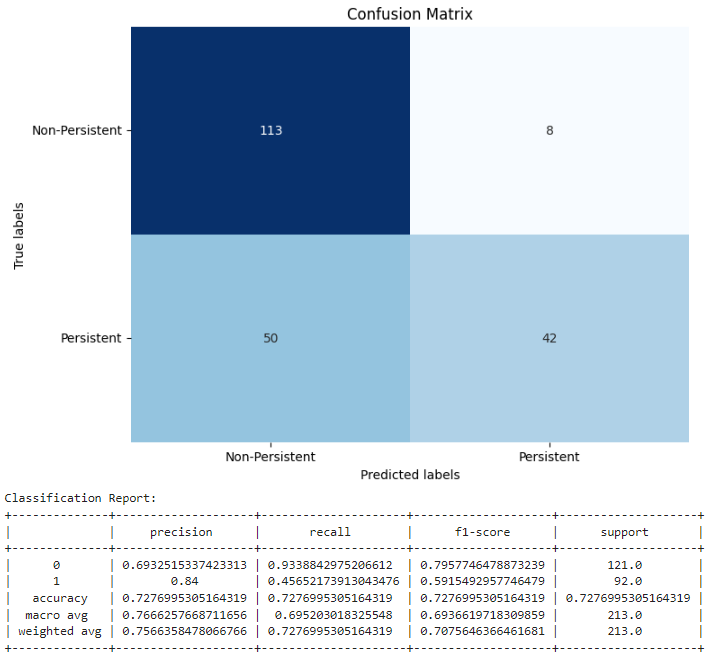 Confusion Matrix
Non-Persistent
113
8
True labels
Persistent
50
42
Non-Persistent Persistent
Predicted labels
Classification Report:
+-------------+--------------------+---------------------+--------------------+--------------------+
| | precision | recall | f1-score | support |
+-------------+--------------------+---------------------+--------------------+--------------------+
| 0 | 0.6932515337423313 | 0.9338842975206612 | 0.7957746478873239 | 121.0 |
| 1 | 0.84 | 0.45652173913043476 | 0.5915492957746479 | 92.0 |
| accuracy | 0.7276995305164319 | 0.7276995305164319 | 0.7276995305164319 | 0.7276995305164319 |
| macro avg | 0.7666257668711656 | 0.695203018325548 | 0.6936619718309859 | 213.0 |
| weighted avg | 0.7566358478066766 | 0.7276995305164319 | 0.7075646366461681 | 213.0 |
+-------------+--------------------+---------------------+--------------------+--------------------+